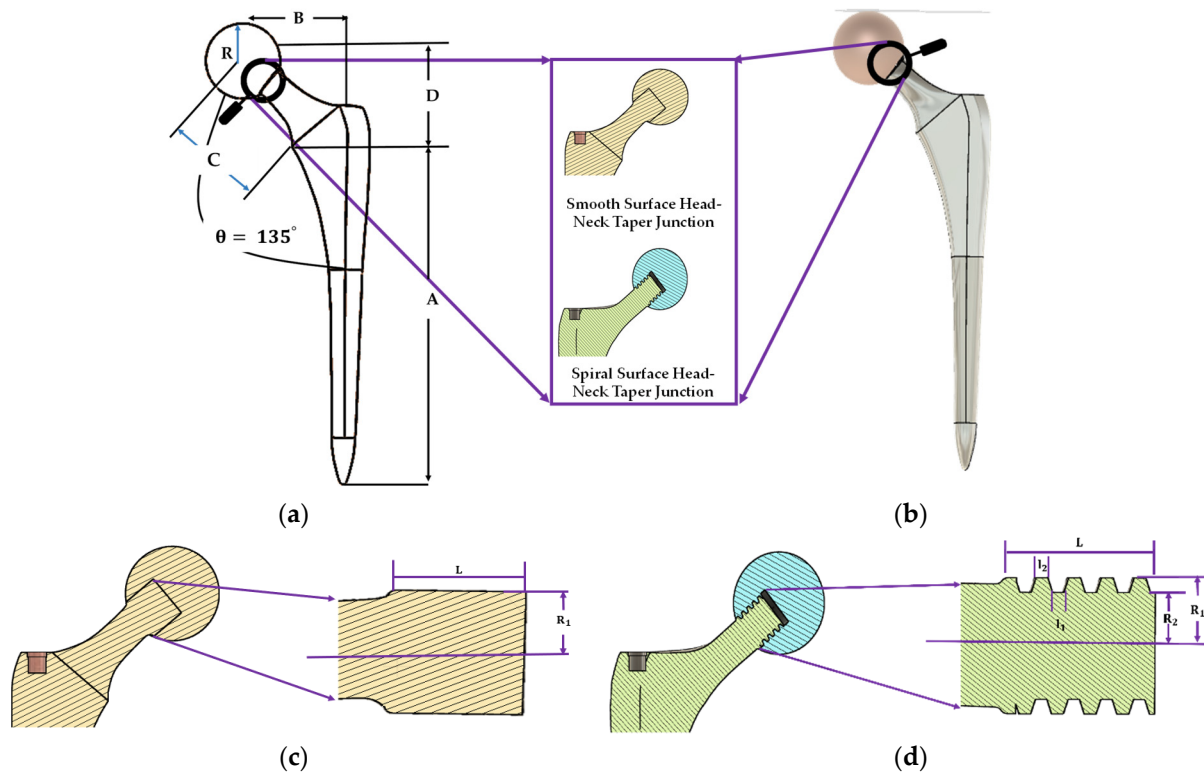 B
R
D
C
θ = 135°
A
Smooth Surface Head-
Neck Taper Junction
Spiral Surface Head-
Neck Taper Junction
(a)
(b)
L
R₁
L
l₂
R₁
R₂
l₁
(c)
(d)